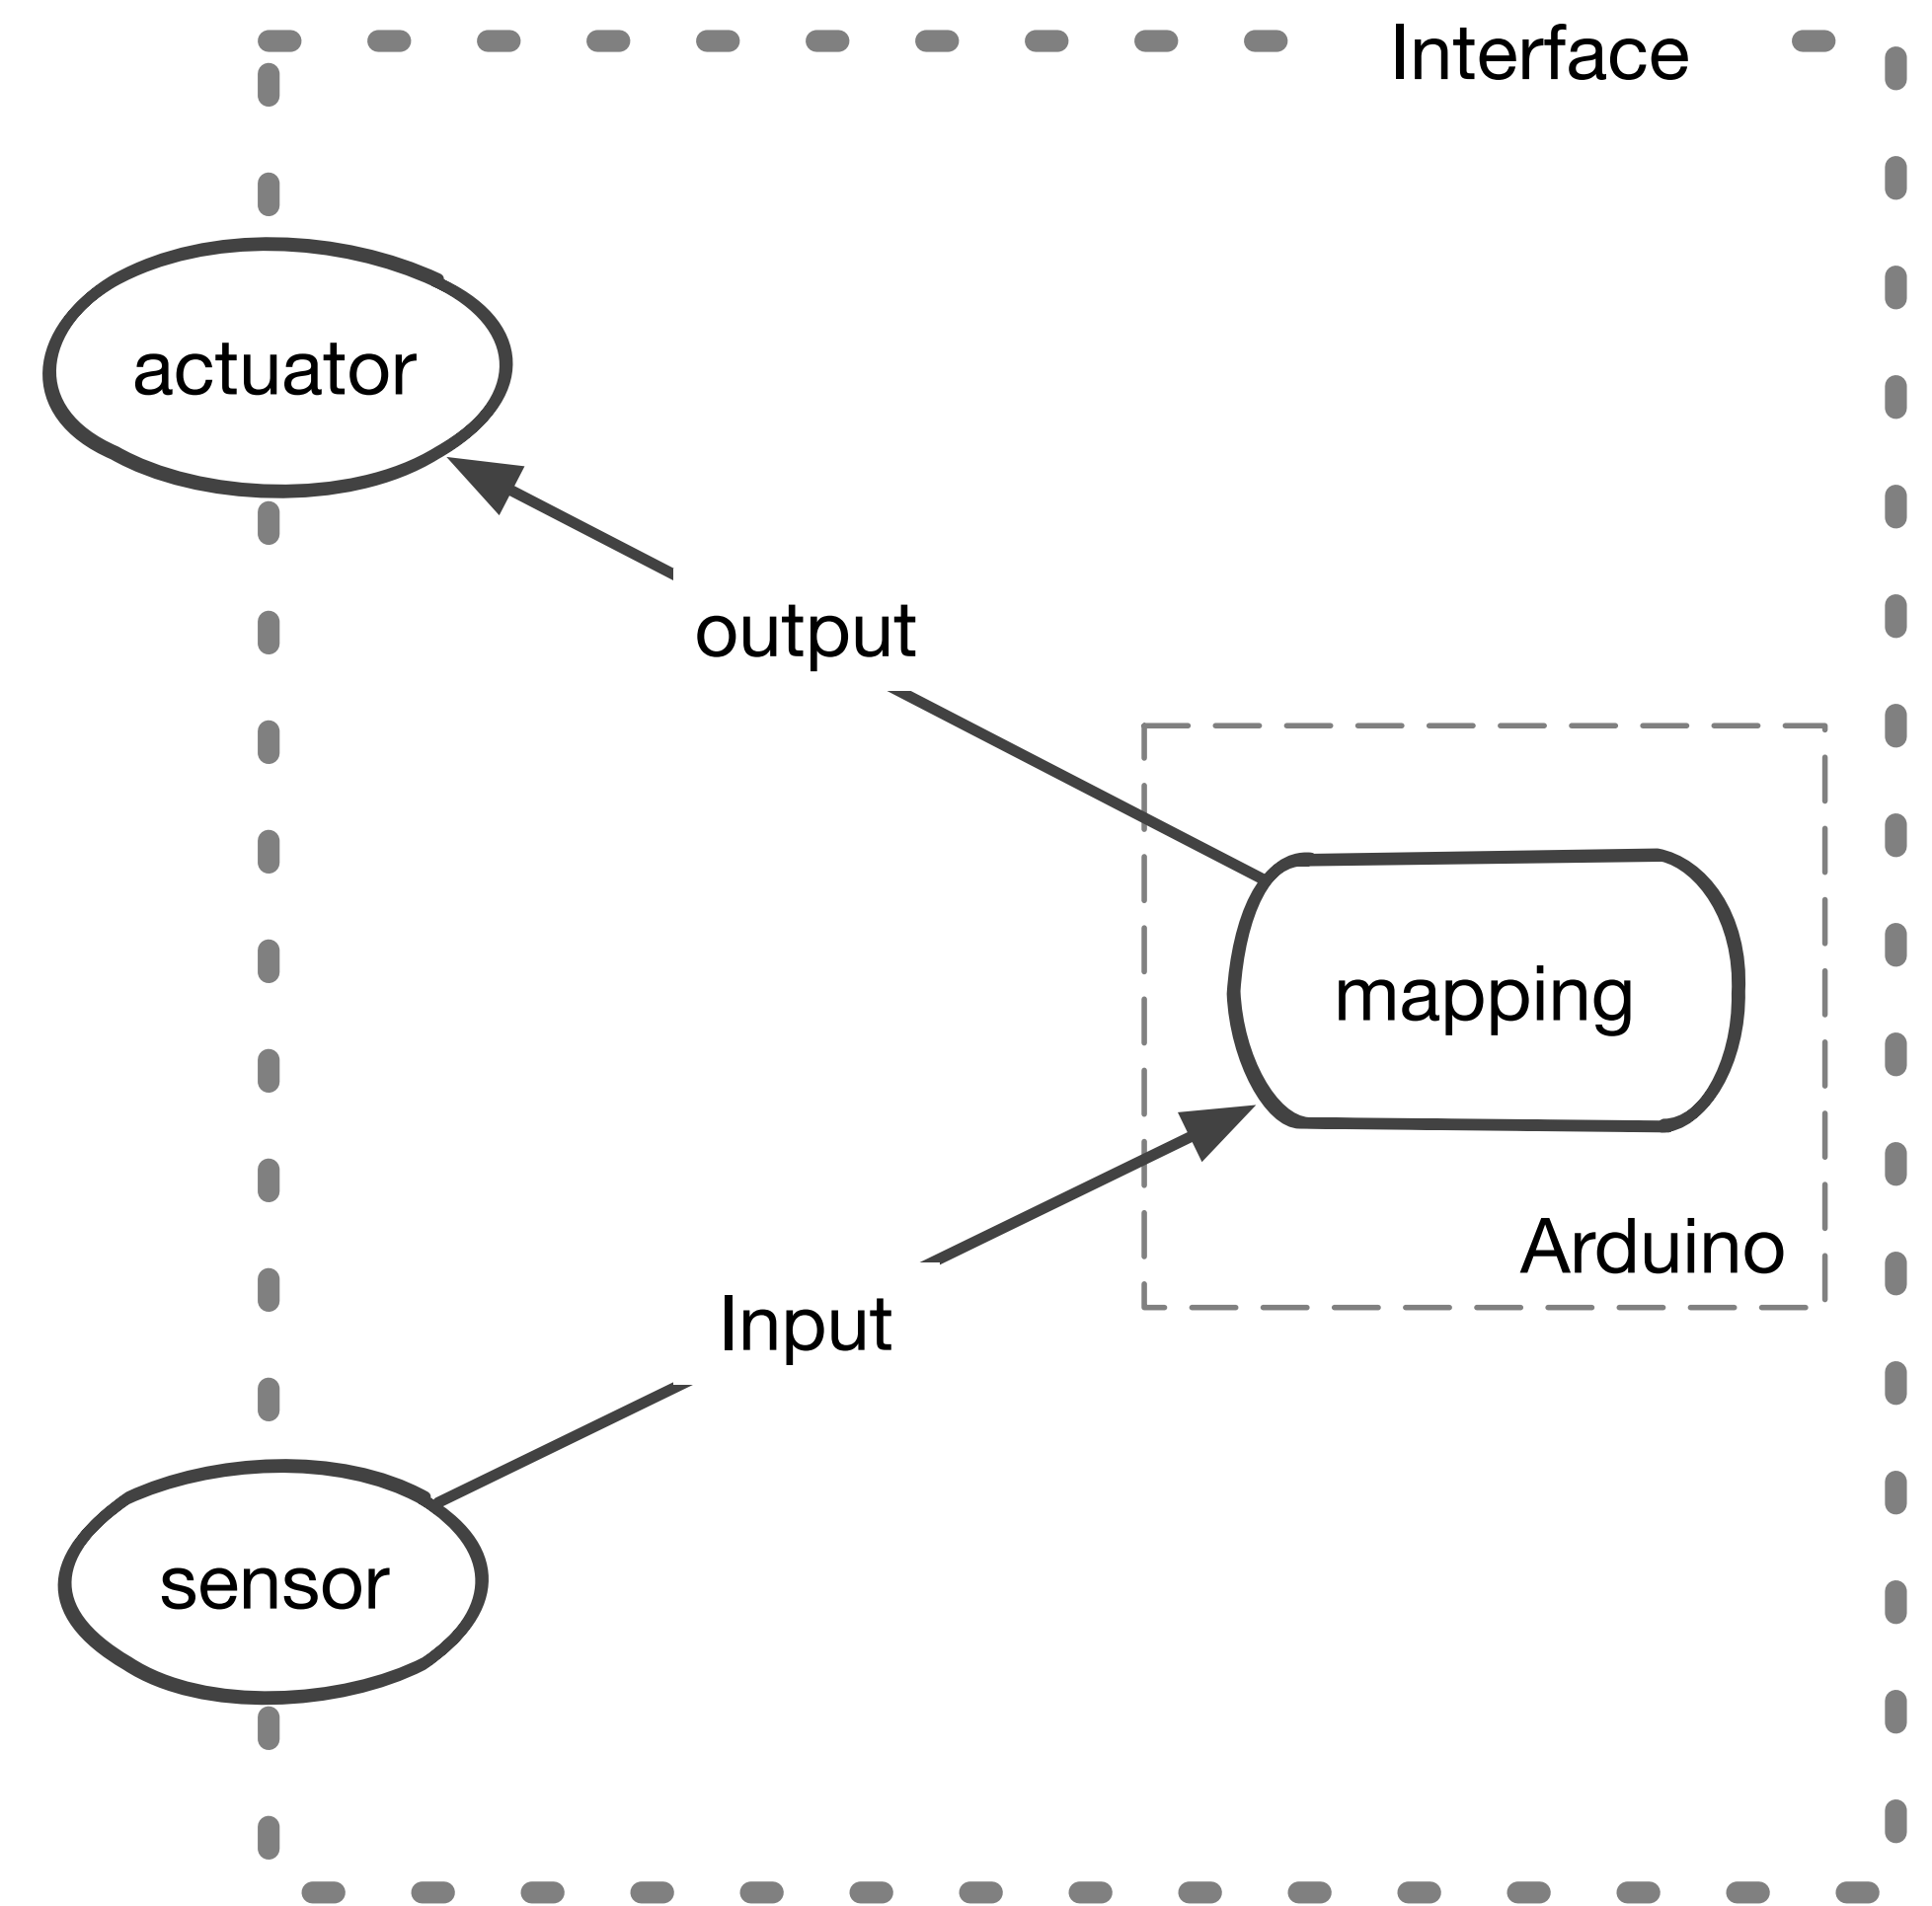 Interface
actuator
output
mapping
Arduino
Input
sensor